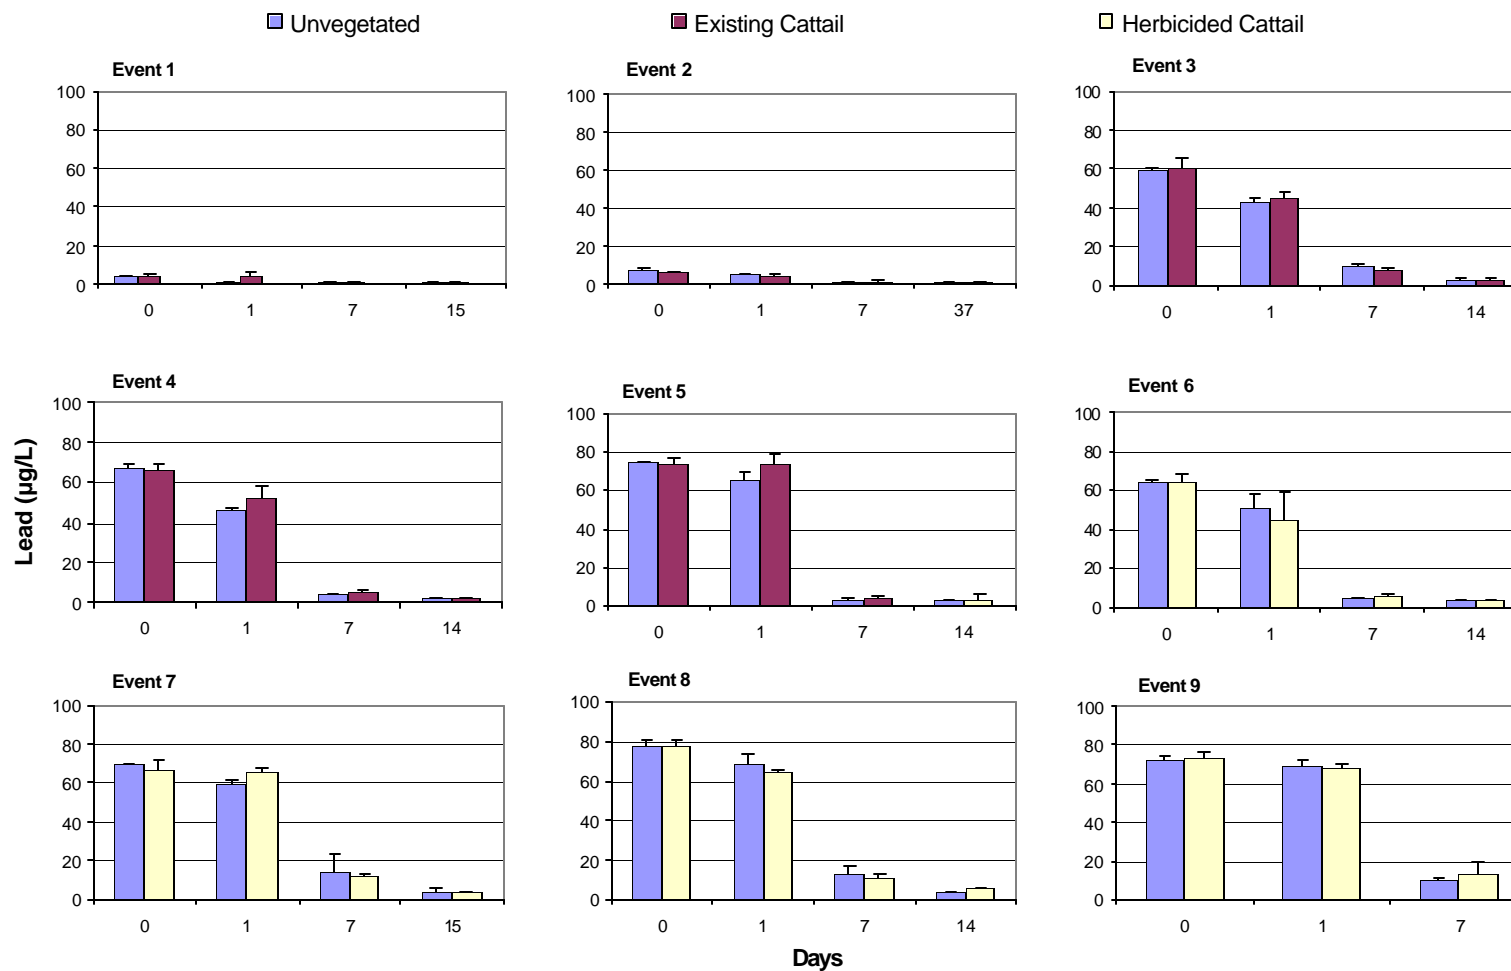 Unvegetated Existing Cattail Herbicided Cattail
Event 1
100
80
60
40
20
0
0 1 7 15
Event 2
100
80
60
40
20
0
0 1 7 37
Event 3
100
80
60
40
20
0
0 1 7 14
Lead (µg/L)
Event 4
100
80
60
40
20
0
0 1 7 14
Event 5
100
80
60
40
20
0
0 1 7 14
Event 6
100
80
60
40
20
0
0 1 7 14
Event 7
100
80
60
40
20
0
0 1 7 15
Event 8
100
80
60
40
20
0
0 1 7 14
Event 9
100
80
60
40
20
0
0 1 7
Days